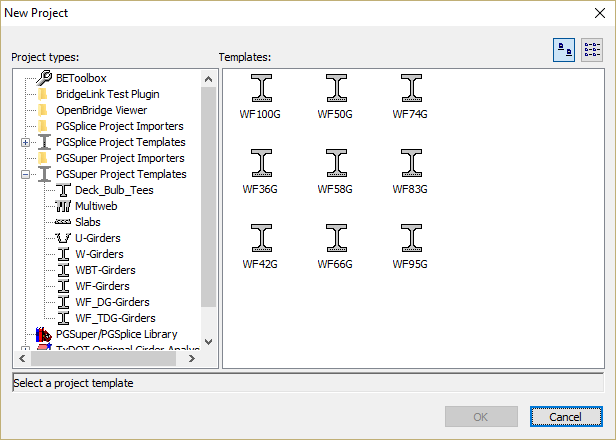 New Project
Project types:
Templates:
BEToolbox
BridgeLink Test Plugin
OpenBridge Viewer
PGSplice Project Importers
PGSplice Project Templates
PGSuper Project Importers
PGSuper Project Templates
Deck_Bulb_Tees
Multiweb
Slabs
U-Girders
W-Girders
WBT-Girders
WF-Girders
WF_DG-Girders
WF_TDG-Girders
PGSuper/PGSplice Library
TxDOT Optional Girder Analys
WF100G WF50G WF74G
WF36G WF58G WF83G
WF42G WF66G WF95G
Select a project template
OK Cancel